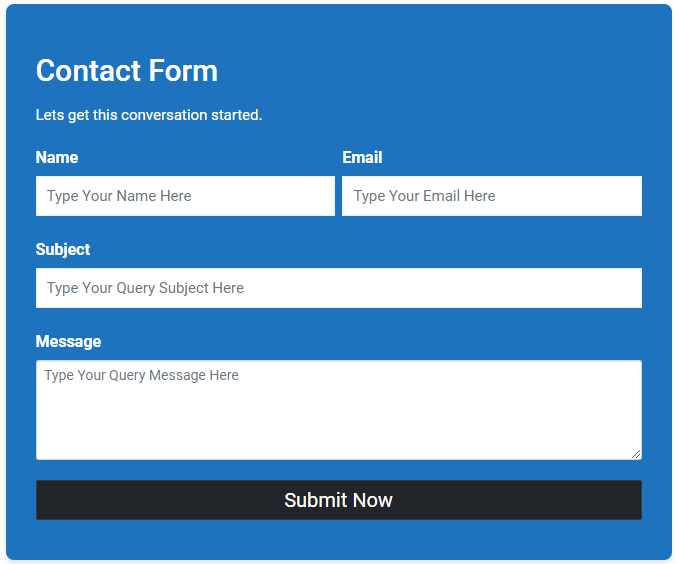 Contact Form
Lets get this conversation started.
Name Email
Type Your Name Here Type Your Email Here
Subject
Type Your Query Subject Here
Message
Type Your Query Message Here
Submit Now